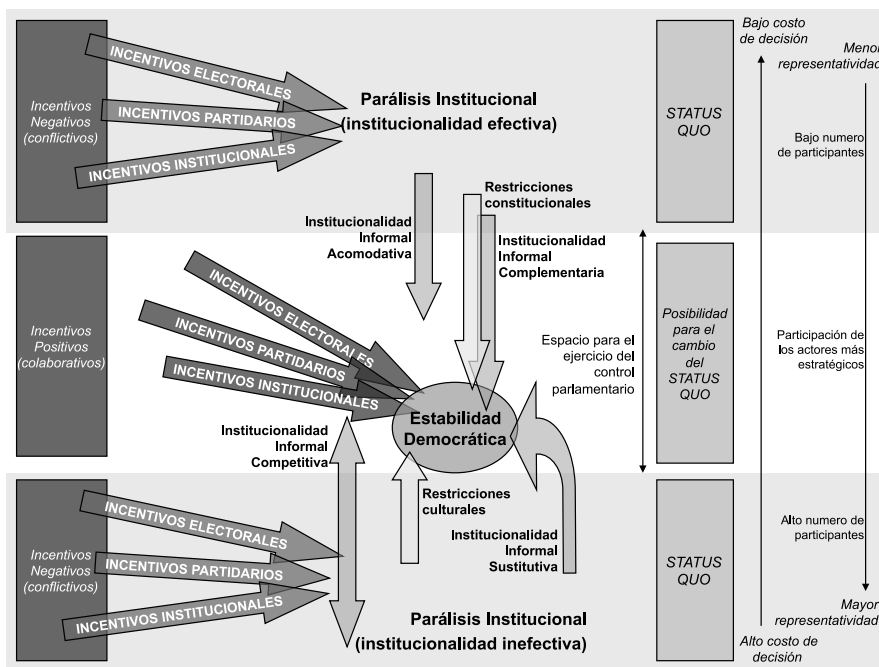 Incentivos
Negativos
(conflictivos)
INCENTIVOS ELECTORALES
INCENTIVOS PARTIDARIOS
INCENTIVOS INSTITUCIONALES
Parálisis Institucional
(institucionalidad efectiva)
STATUS
QUO
Bajo costo
de decisión
Menor
representatividad
Bajo numero
de participantes
Institucionalidad
Informal
Acomodativa
Restricciones
constitucionales
Institucionalidad
Informal
Complementaria
Incentivos
Positivos
(colaborativos)
INCENTIVOS ELECTORALES
INCENTIVOS PARTIDARIOS
INCENTIVOS INSTITUCIONALES
Estabilidad
Democrática
Espacio para el
ejercicio del
control
parlamentario
Posibilidad
para el
cambio
del
STATUS
QUO
Participación de
los actores más
estratégicos
Institucionalidad
Informal
Competitiva
Restricciones
culturales
Institucionalidad
Informal
Sustitutiva
Incentivos
Negativos
(conflictivos)
INCENTIVOS ELECTORALES
INCENTIVOS PARTIDARIOS
INCENTIVOS INSTITUCIONALES
Parálisis Institucional
(institucionalidad inefectiva)
STATUS
QUO
Alto numero de
participantes
Mayor
representatividad
Alto costo de
decisión